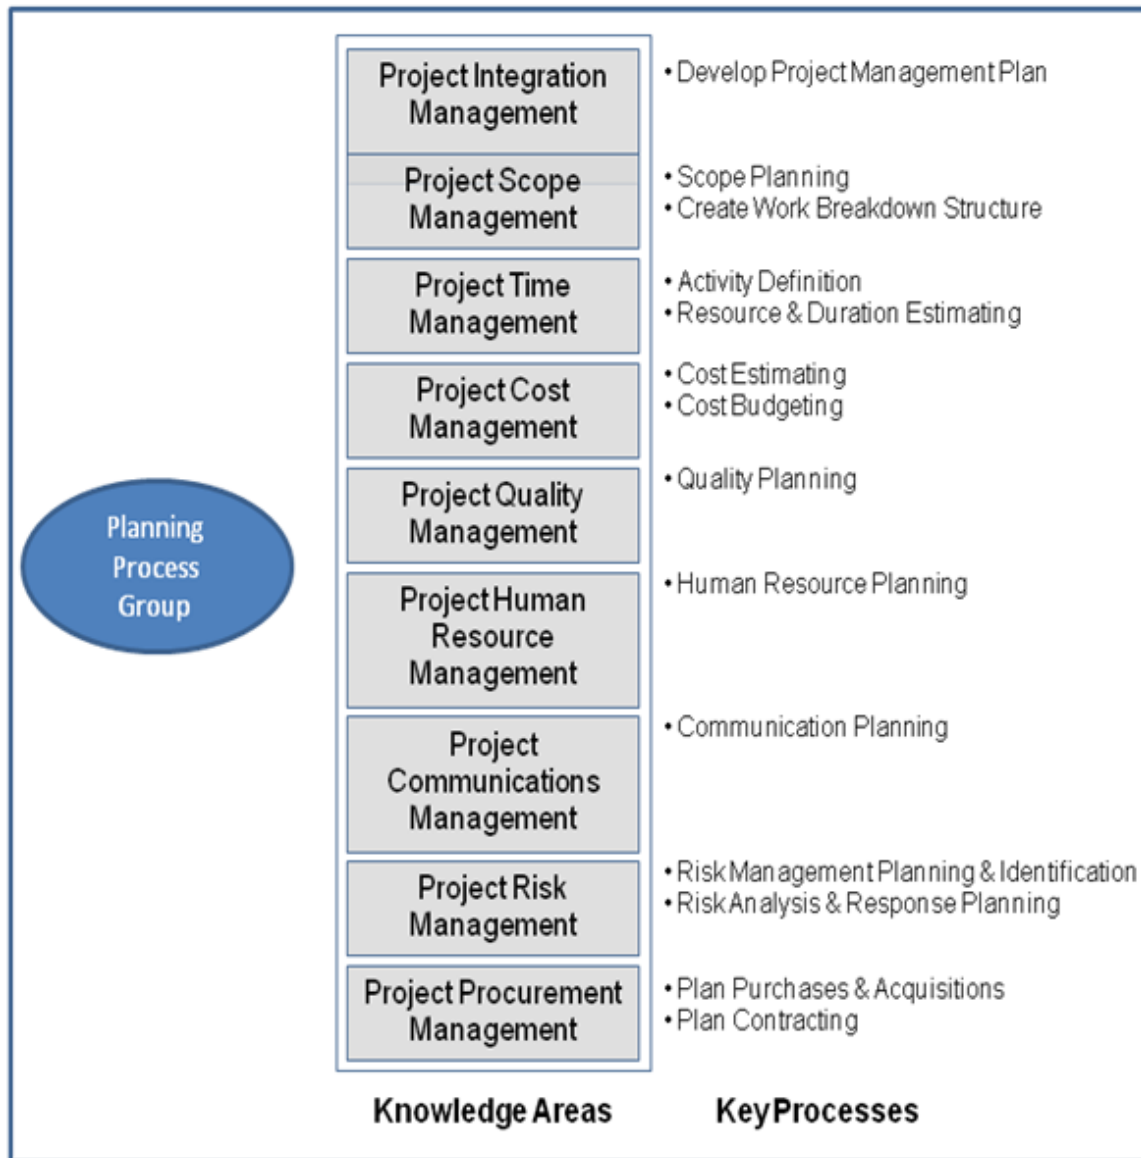 Project Integration
Management
• Develop Project Management Plan
Project Scope
Management
• Scope Planning
• Create Work Breakdown Structure
Project Time
Management
• Activity Definition
• Resource & Duration Estimating
Project Cost
Management
• Cost Estimating
• Cost Budgeting
Project Quality
Management
• Quality Planning
Planning
Process
Group
Project Human
Resource
Management
• Human Resource Planning
Project
Communications
Management
• Communication Planning
Project Risk
Management
• Risk Management Planning & Identification
• Risk Analysis & Response Planning
Project Procurement
Management
• Plan Purchases & Acquisitions
• Plan Contracting
Knowledge Areas
Key Processes